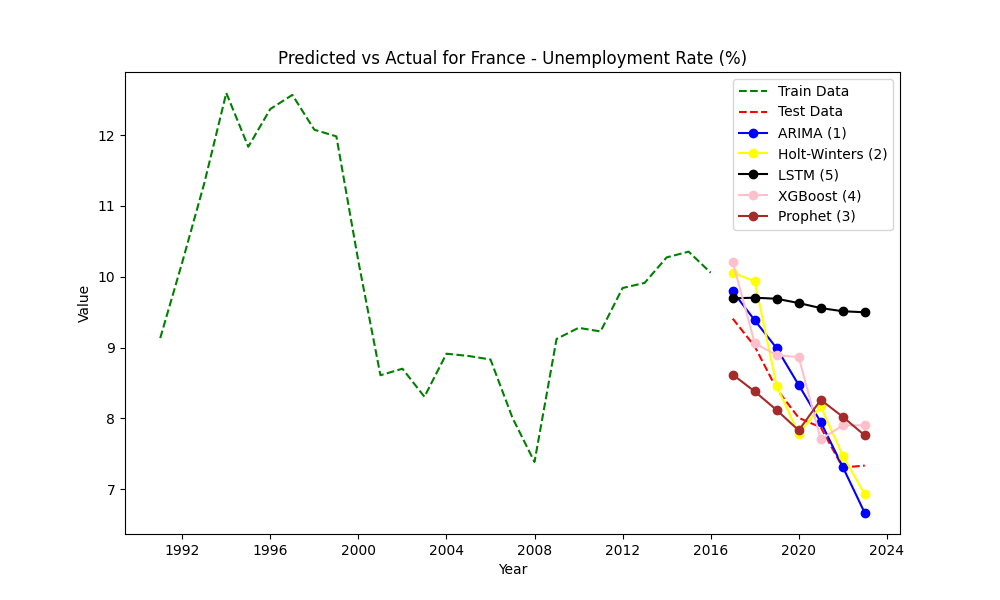 Predicted vs Actual for France - Unemployment Rate (%)
Train Data
Test Data
ARIMA (1)
Holt-Winters (2)
LSTM (5)
XGBoost (4)
Prophet (3)
Value
12
11
10
9
8
7
1992
1996
2000
2004
2008
2012
2016
2020
2024
Year